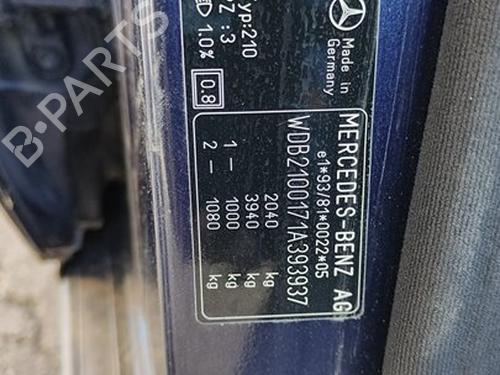 MERCEDES-BENZ AG
e1*93/81*0022*05
WDB2100171A393937
2040 kg
3940 kg
1 — 1000 kg
2 — 1080 kg
Typ:210
Z :3
1.0%
0.8
Made in
Germany
B-PARTS